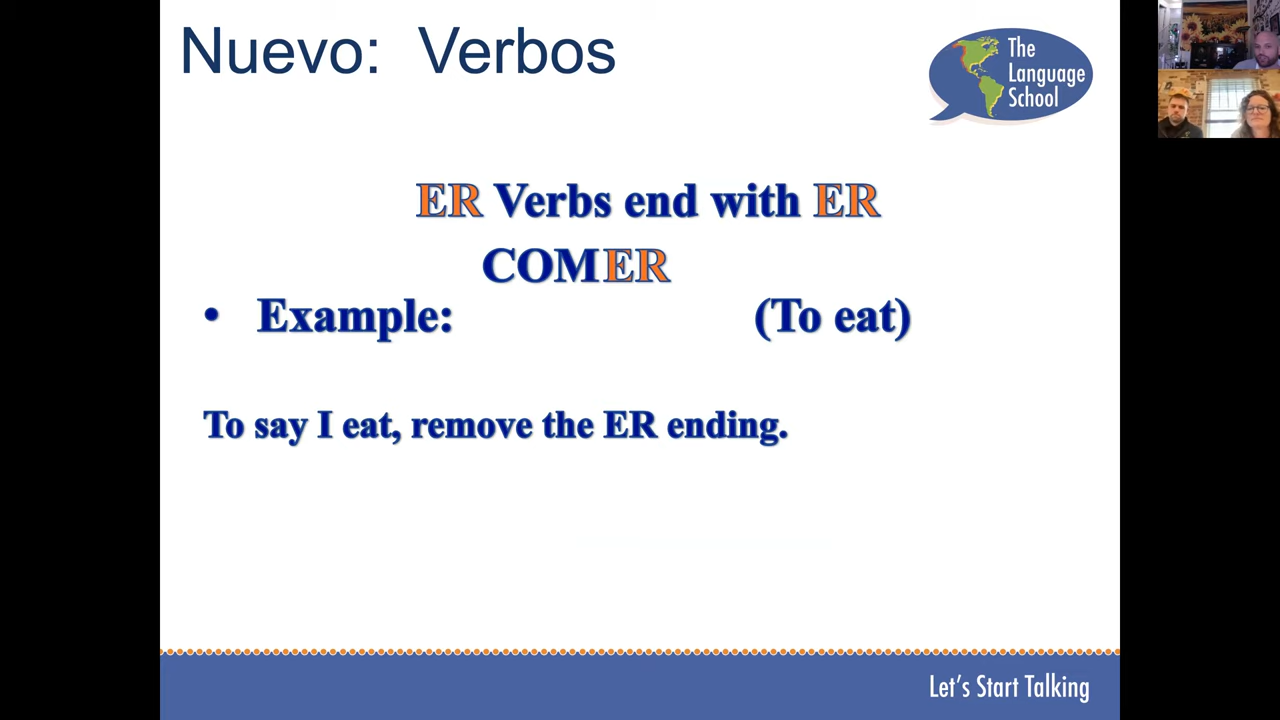 Nuevo: Verbos
The
Language
School
ER Verbs end with ER
COMER
• Example: (To eat)
To say I eat, remove the ER ending.
Let's Start Talking